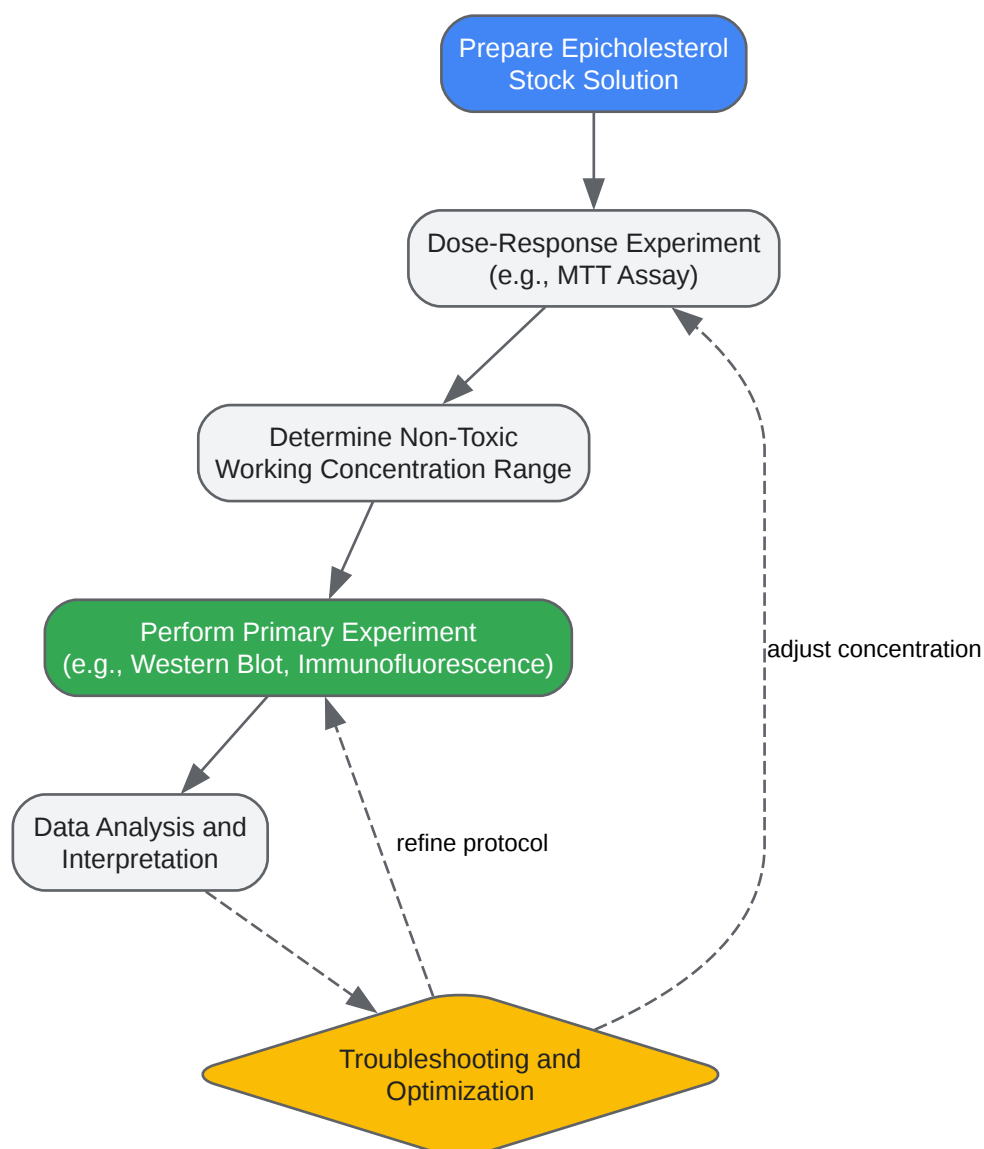 Prepare Epicholesterol
Stock Solution
Dose-Response Experiment
(e.g., MTT Assay)
Determine Non-Toxic
Working Concentration Range
Perform Primary Experiment
(e.g., Western Blot, Immunofluorescence)
adjust concentration
Data Analysis and
Interpretation
refine protocol
Troubleshooting and
Optimization